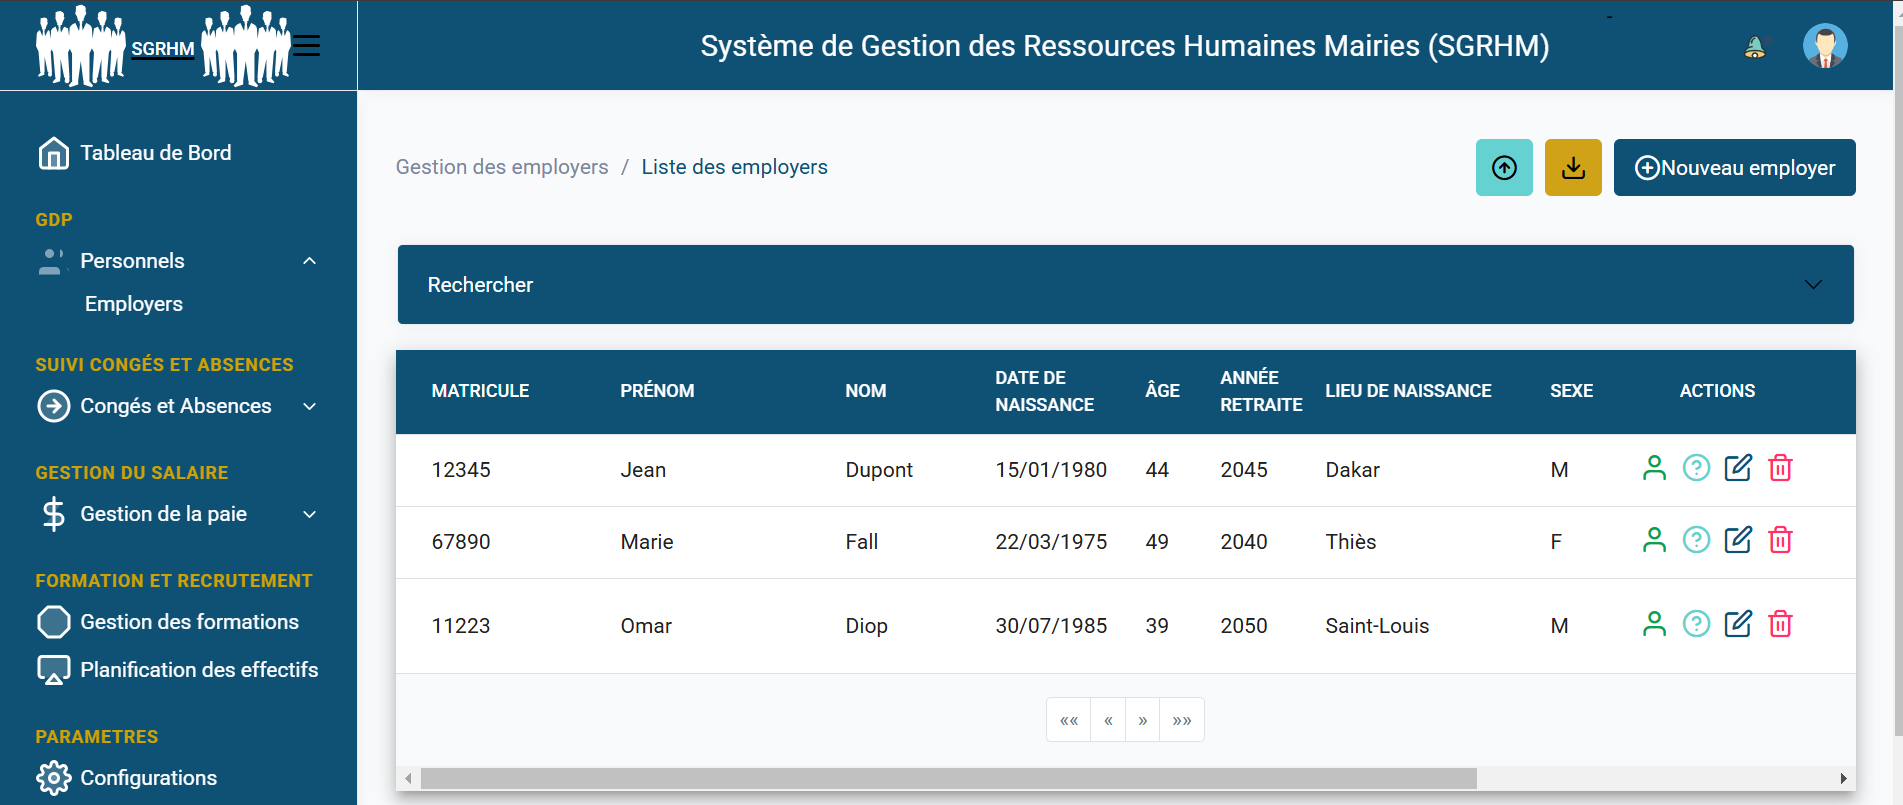 SGRHM
Système de Gestion des Ressources Humaines Mairies (SGRHM)
Tableau de Bord
GDP
Personnels
Employers
SUIVI CONGÉS ET ABSENCES
Congés et Absences
GESTION DU SALAIRE
Gestion de la paie
FORMATION ET RECRUTEMENT
Gestion des formations
Planification des effectifs
PARAMETRES
Configurations
Gestion des employers / Liste des employers
Nouveau employer
Rechercher
MATRICULE PRÉNOM NOM DATE DE NAISSANCE ÂGE ANNÉE RETRAITE LIEU DE NAISSANCE SEXE ACTIONS
12345 Jean Dupont 15/01/1980 44 2045 Dakar M
67890 Marie Fall 22/03/1975 49 2040 Thiès F
11223 Omar Diop 30/07/1985 39 2050 Saint-Louis M
«« « » »»